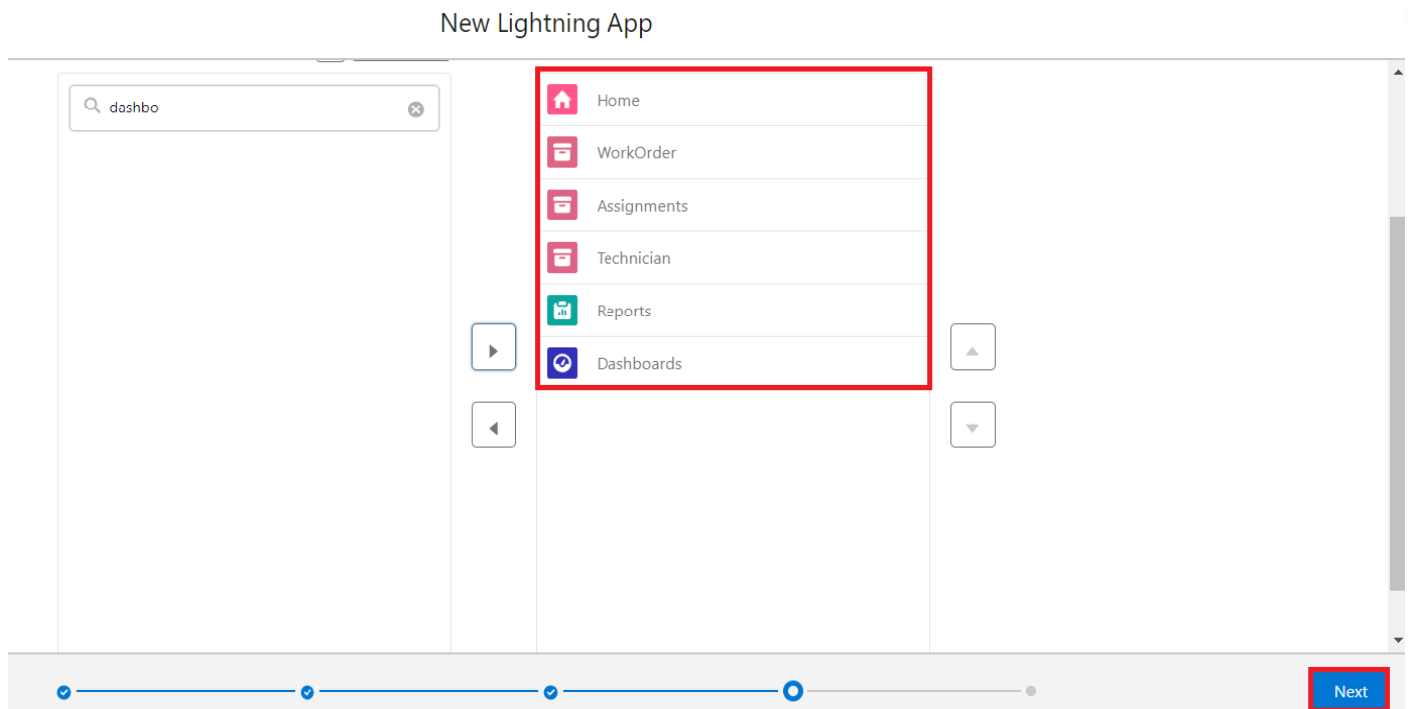 New Lightning App
dashbo
Home
WorkOrder
Assignments
Technician
Reports
Dashboards
Next